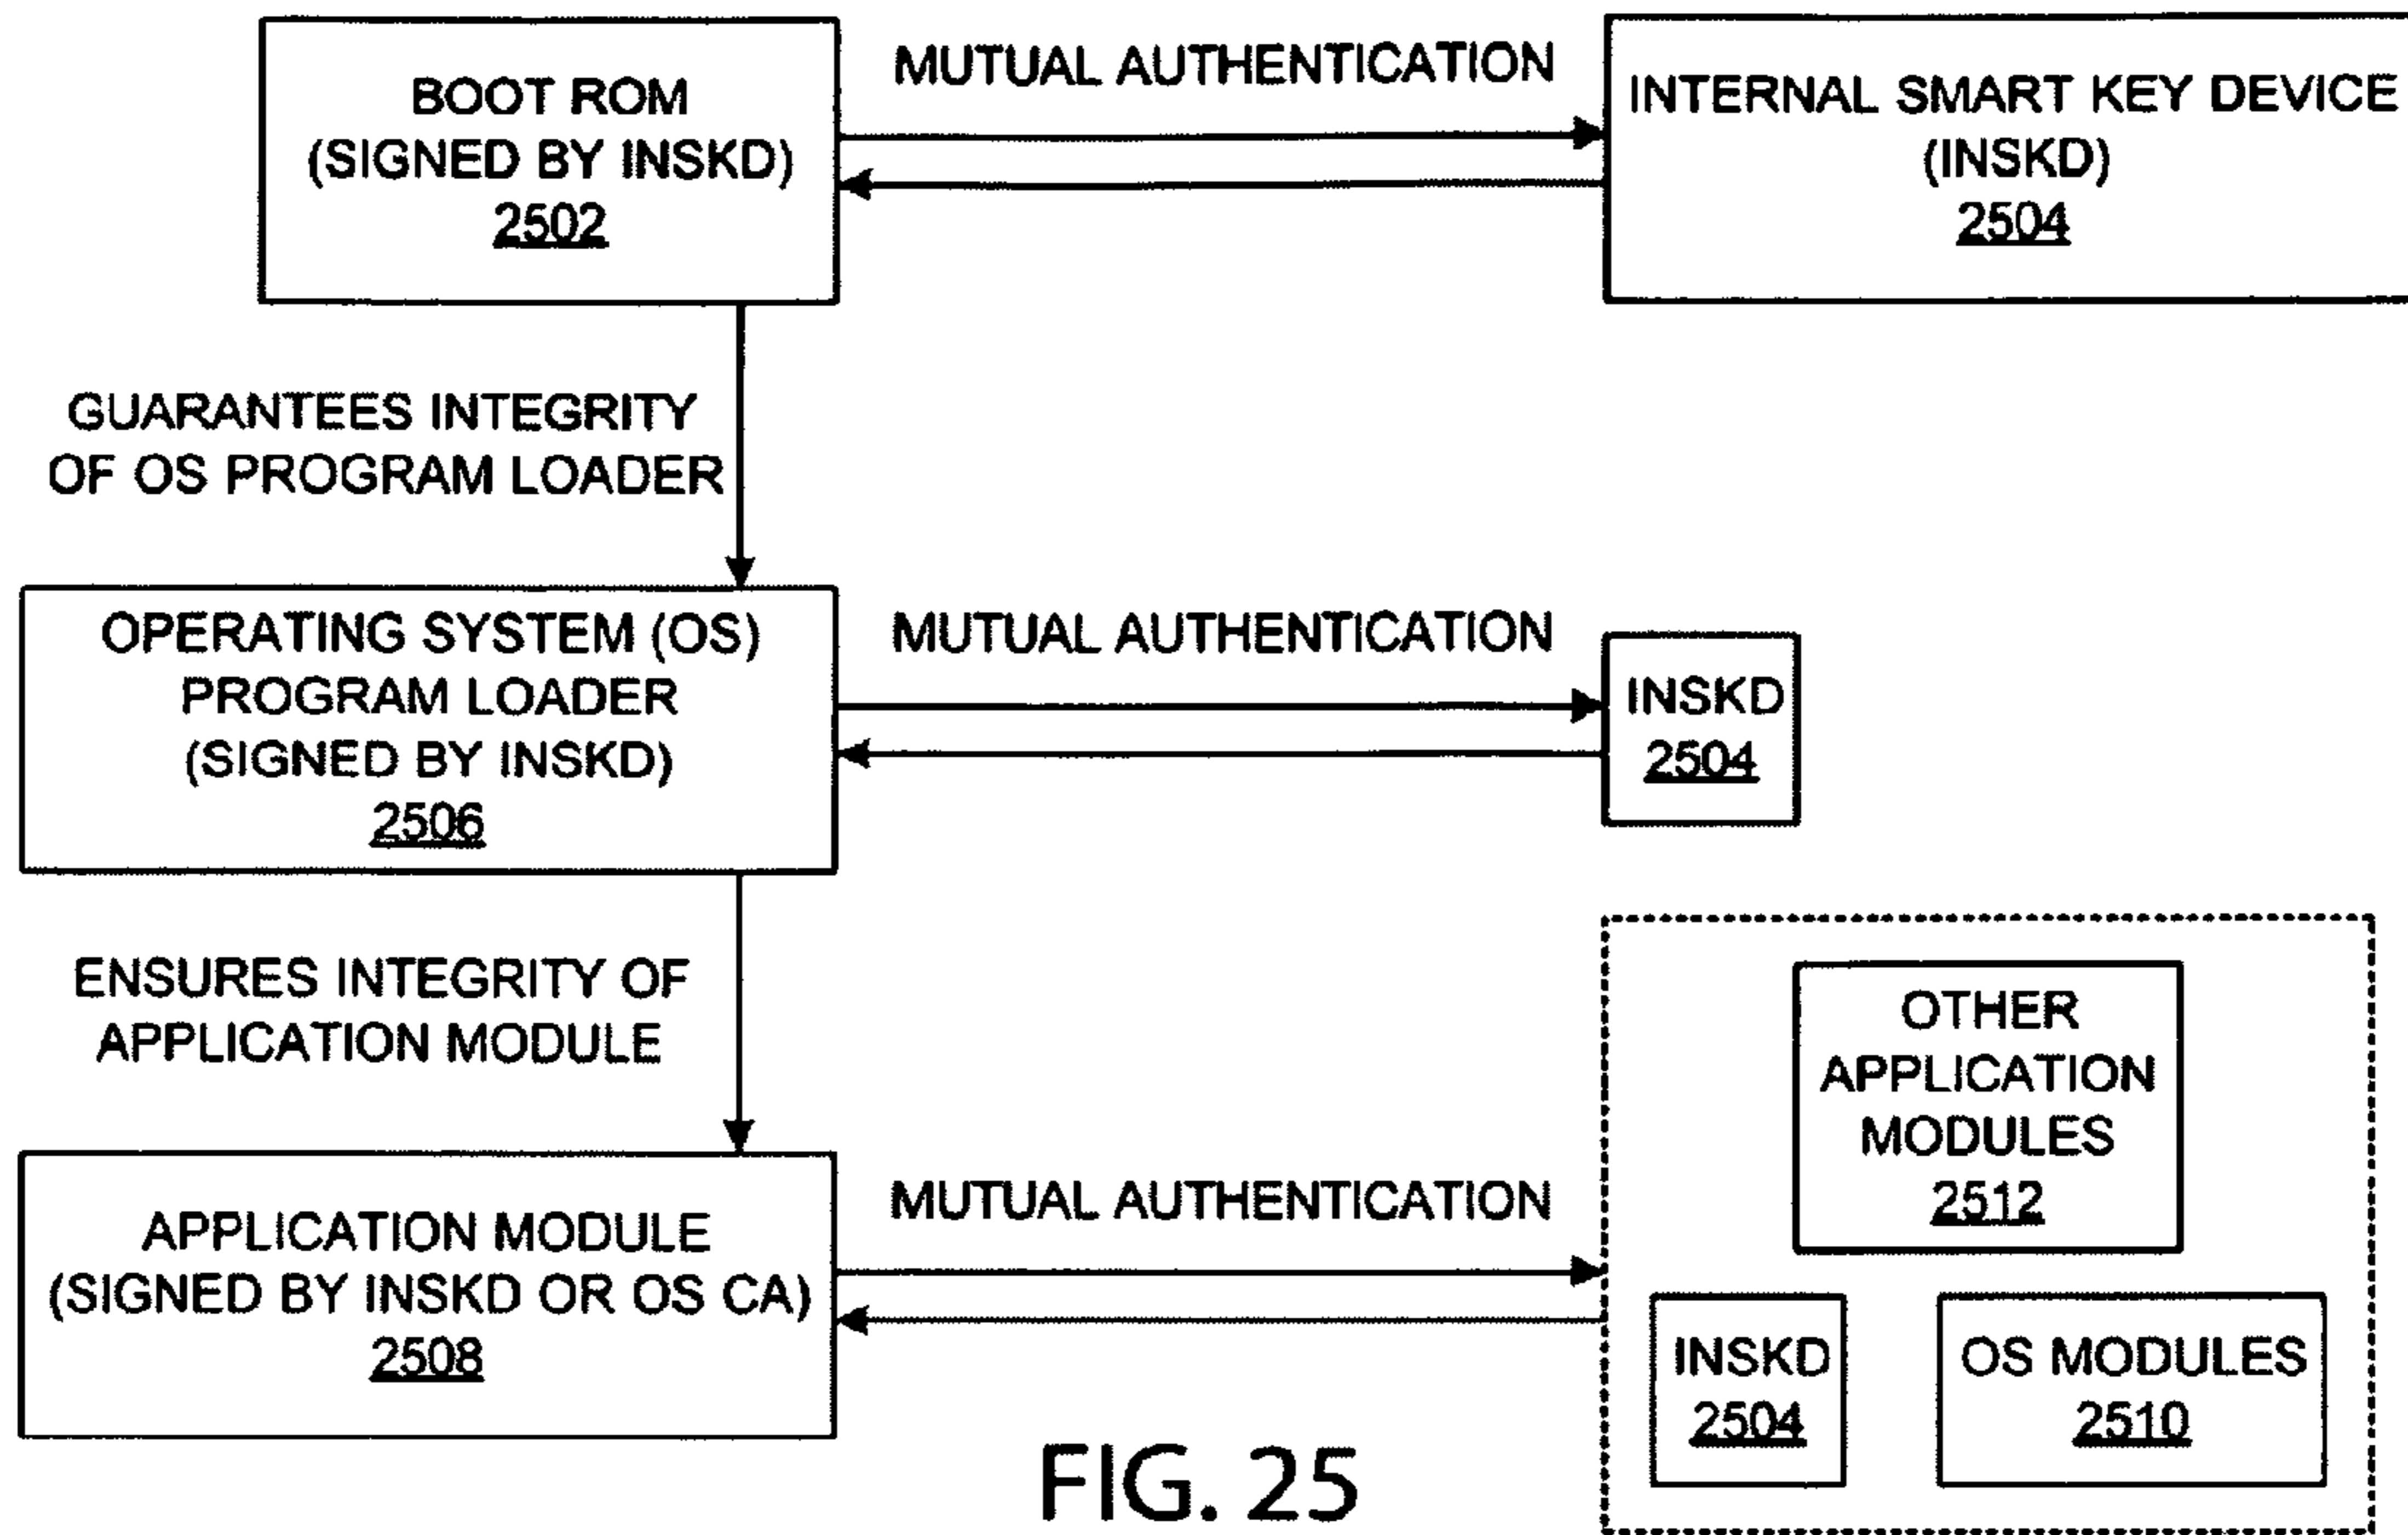 BOOT ROM
(SIGNED BY INSKD)
2502
MUTUAL AUTHENTICATION
INTERNAL SMART KEY DEVICE
(INSKD)
2504
GUARANTEES INTEGRITY
OF OS PROGRAM LOADER
OPERATING SYSTEM (OS)
PROGRAM LOADER
(SIGNED BY INSKD)
2506
MUTUAL AUTHENTICATION
INSKD
2504
ENSURES INTEGRITY OF
APPLICATION MODULE
APPLICATION MODULE
(SIGNED BY INSKD OR OS CA)
2508
MUTUAL AUTHENTICATION
OTHER
APPLICATION
MODULES
2512
INSKD
2504
OS MODULES
2510
FIG. 25